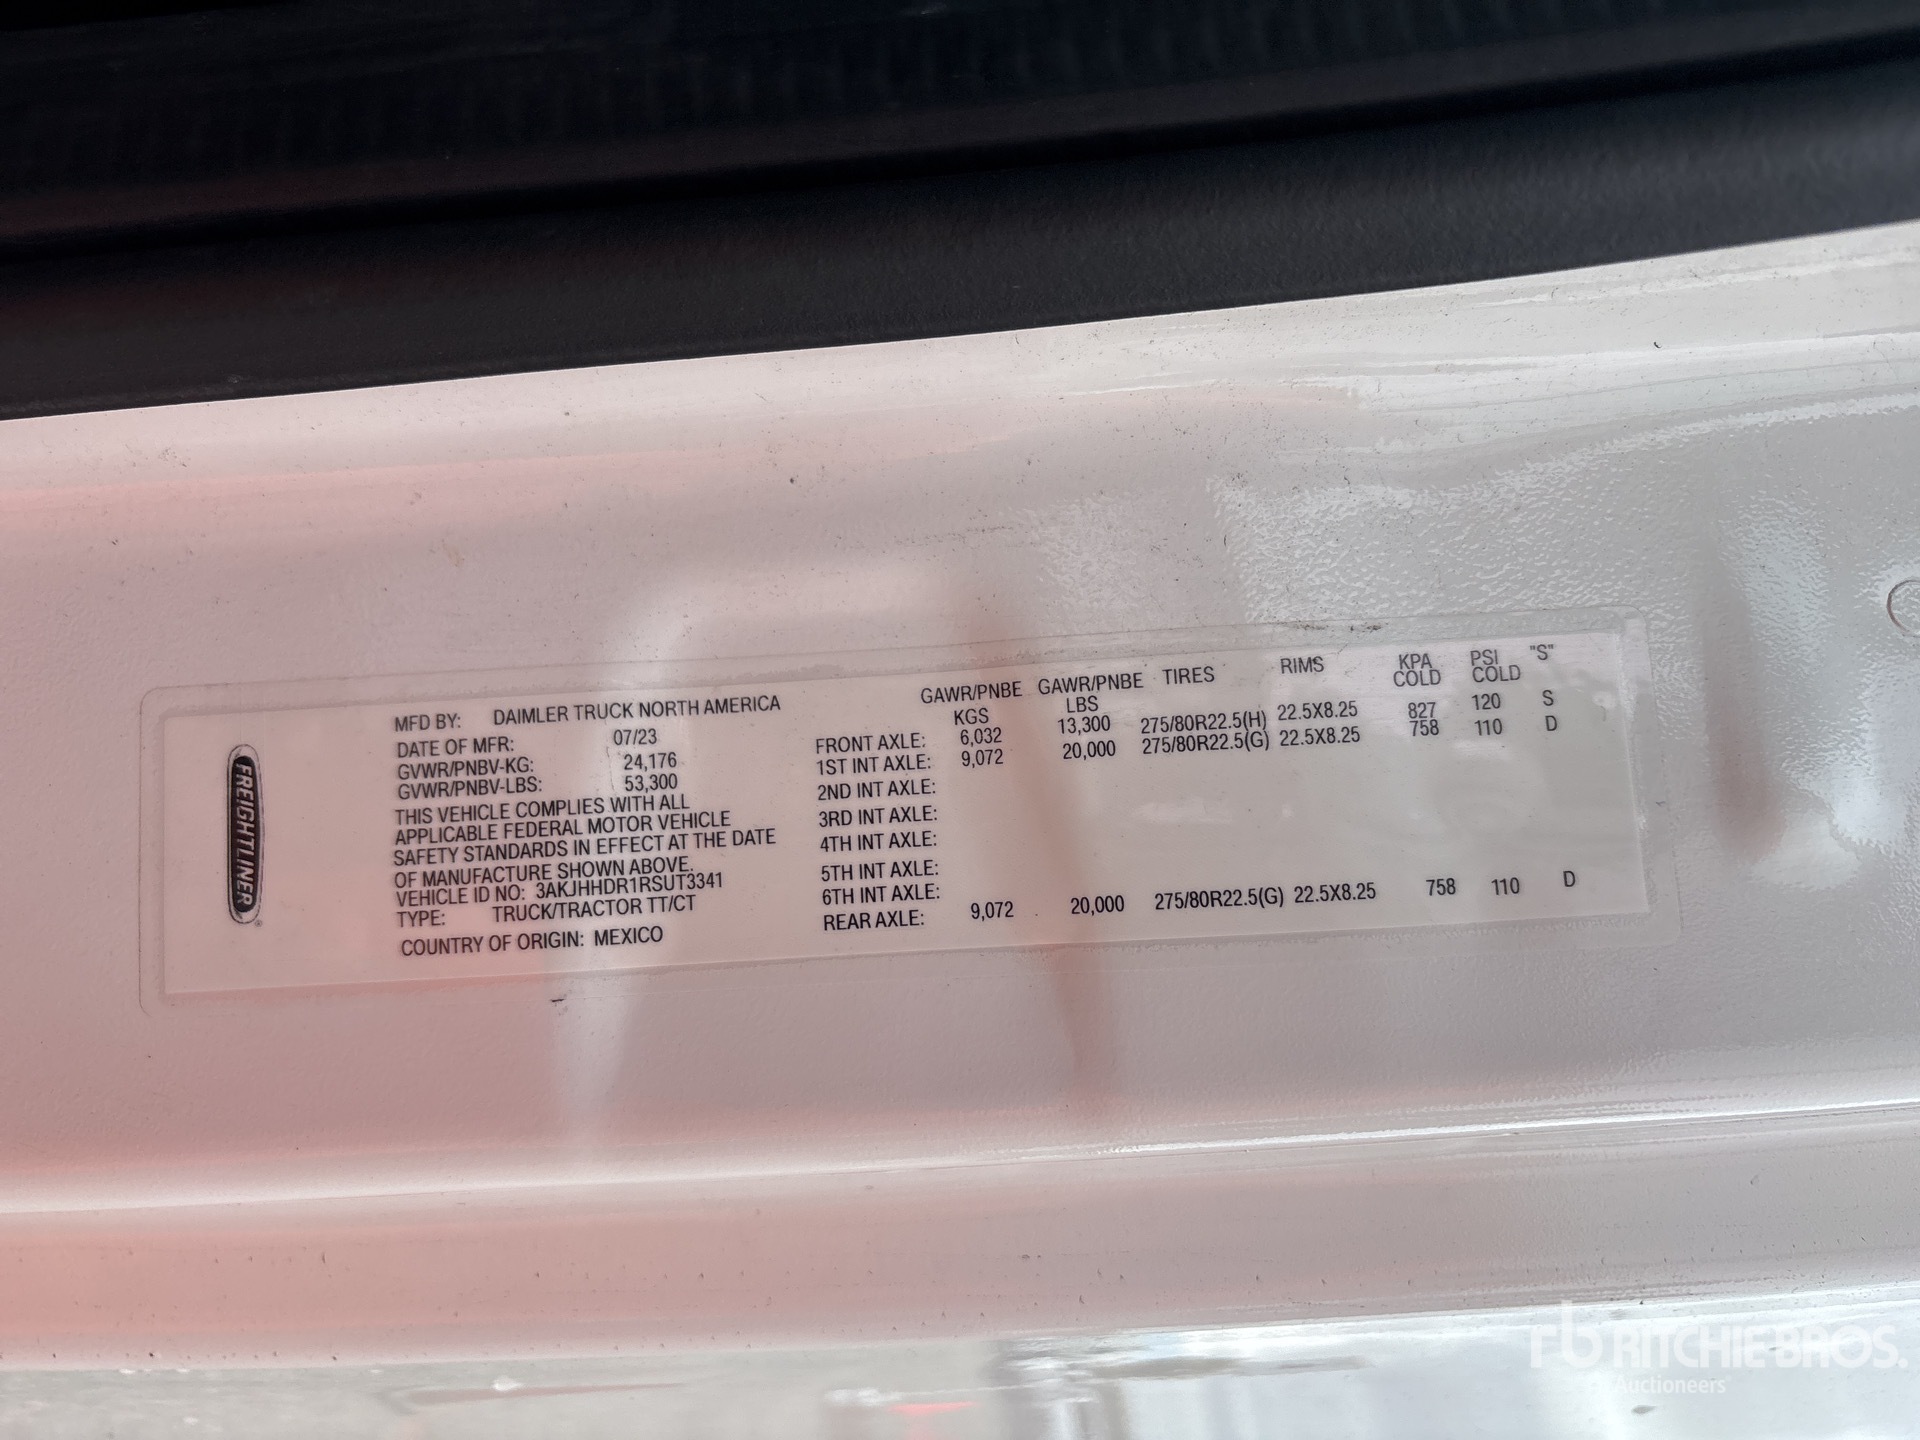 FREIGHTLINER
MFD BY: DAIMLER TRUCK NORTH AMERICA
DATE OF MFR: 07/23
GVWR/PNBV-KG: 24,176
GVWR/PNBV-LBS: 53,300
THIS VEHICLE COMPLIES WITH ALL
APPLICABLE FEDERAL MOTOR VEHICLE
SAFETY STANDARDS IN EFFECT AT THE DATE
OF MANUFACTURE SHOWN ABOVE.
VEHICLE ID NO: 3AKJHHDR1RSUT3341
TYPE: TRUCK/TRACTOR TT/CT
COUNTRY OF ORIGIN: MEXICO
GAWR/PNBE KGS GAWR/PNBE LBS TIRES RIMS KPA COLD PSI COLD "S"
FRONT AXLE: 6,032 13,300 275/80R22.5(H) 22.5X8.25 827 120 S
1ST INT AXLE: 9,072 20,000 275/80R22.5(G) 22.5X8.25 758 110 D
2ND INT AXLE:
3RD INT AXLE:
4TH INT AXLE:
5TH INT AXLE:
6TH INT AXLE:
REAR AXLE: 9,072 20,000 275/80R22.5(G) 22.5X8.25 758 110 D
rb RITCHIE BROS.
Auctioneers